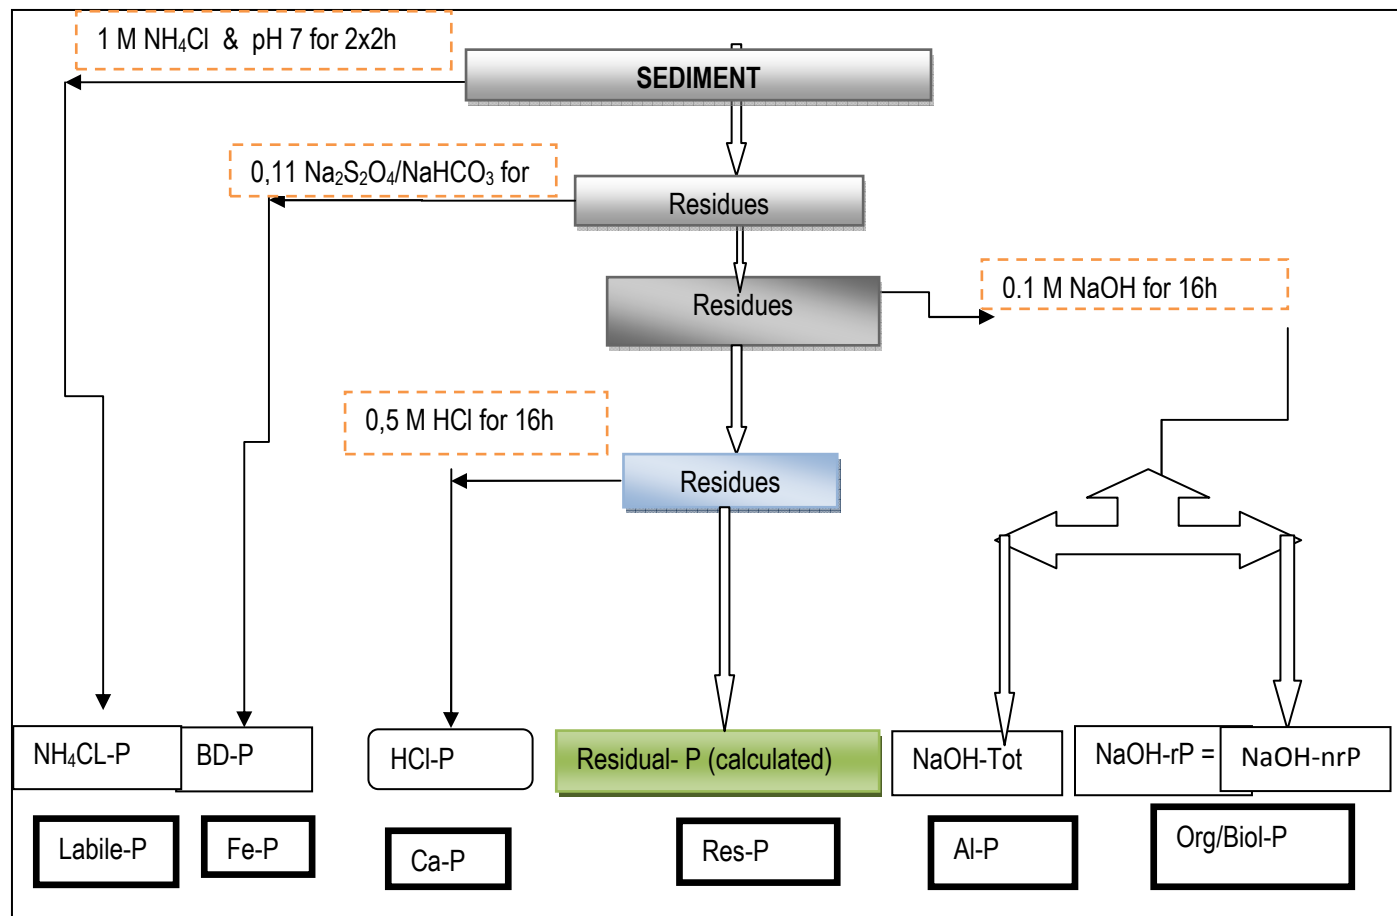 1 M NH₄Cl & pH 7 for 2x2h
SEDIMENT
0,11 Na₂S₂O₄/NaHCO₃ for
Residues
Residues
0.1 M NaOH for 16h
0,5 M HCl for 16h
Residues
NH₄CL-P
BD-P
HCl-P
Residual- P (calculated)
NaOH-Tot
NaOH-rP =
NaOH-nrP
Labile-P
Fe-P
Ca-P
Res-P
Al-P
Org/Biol-P